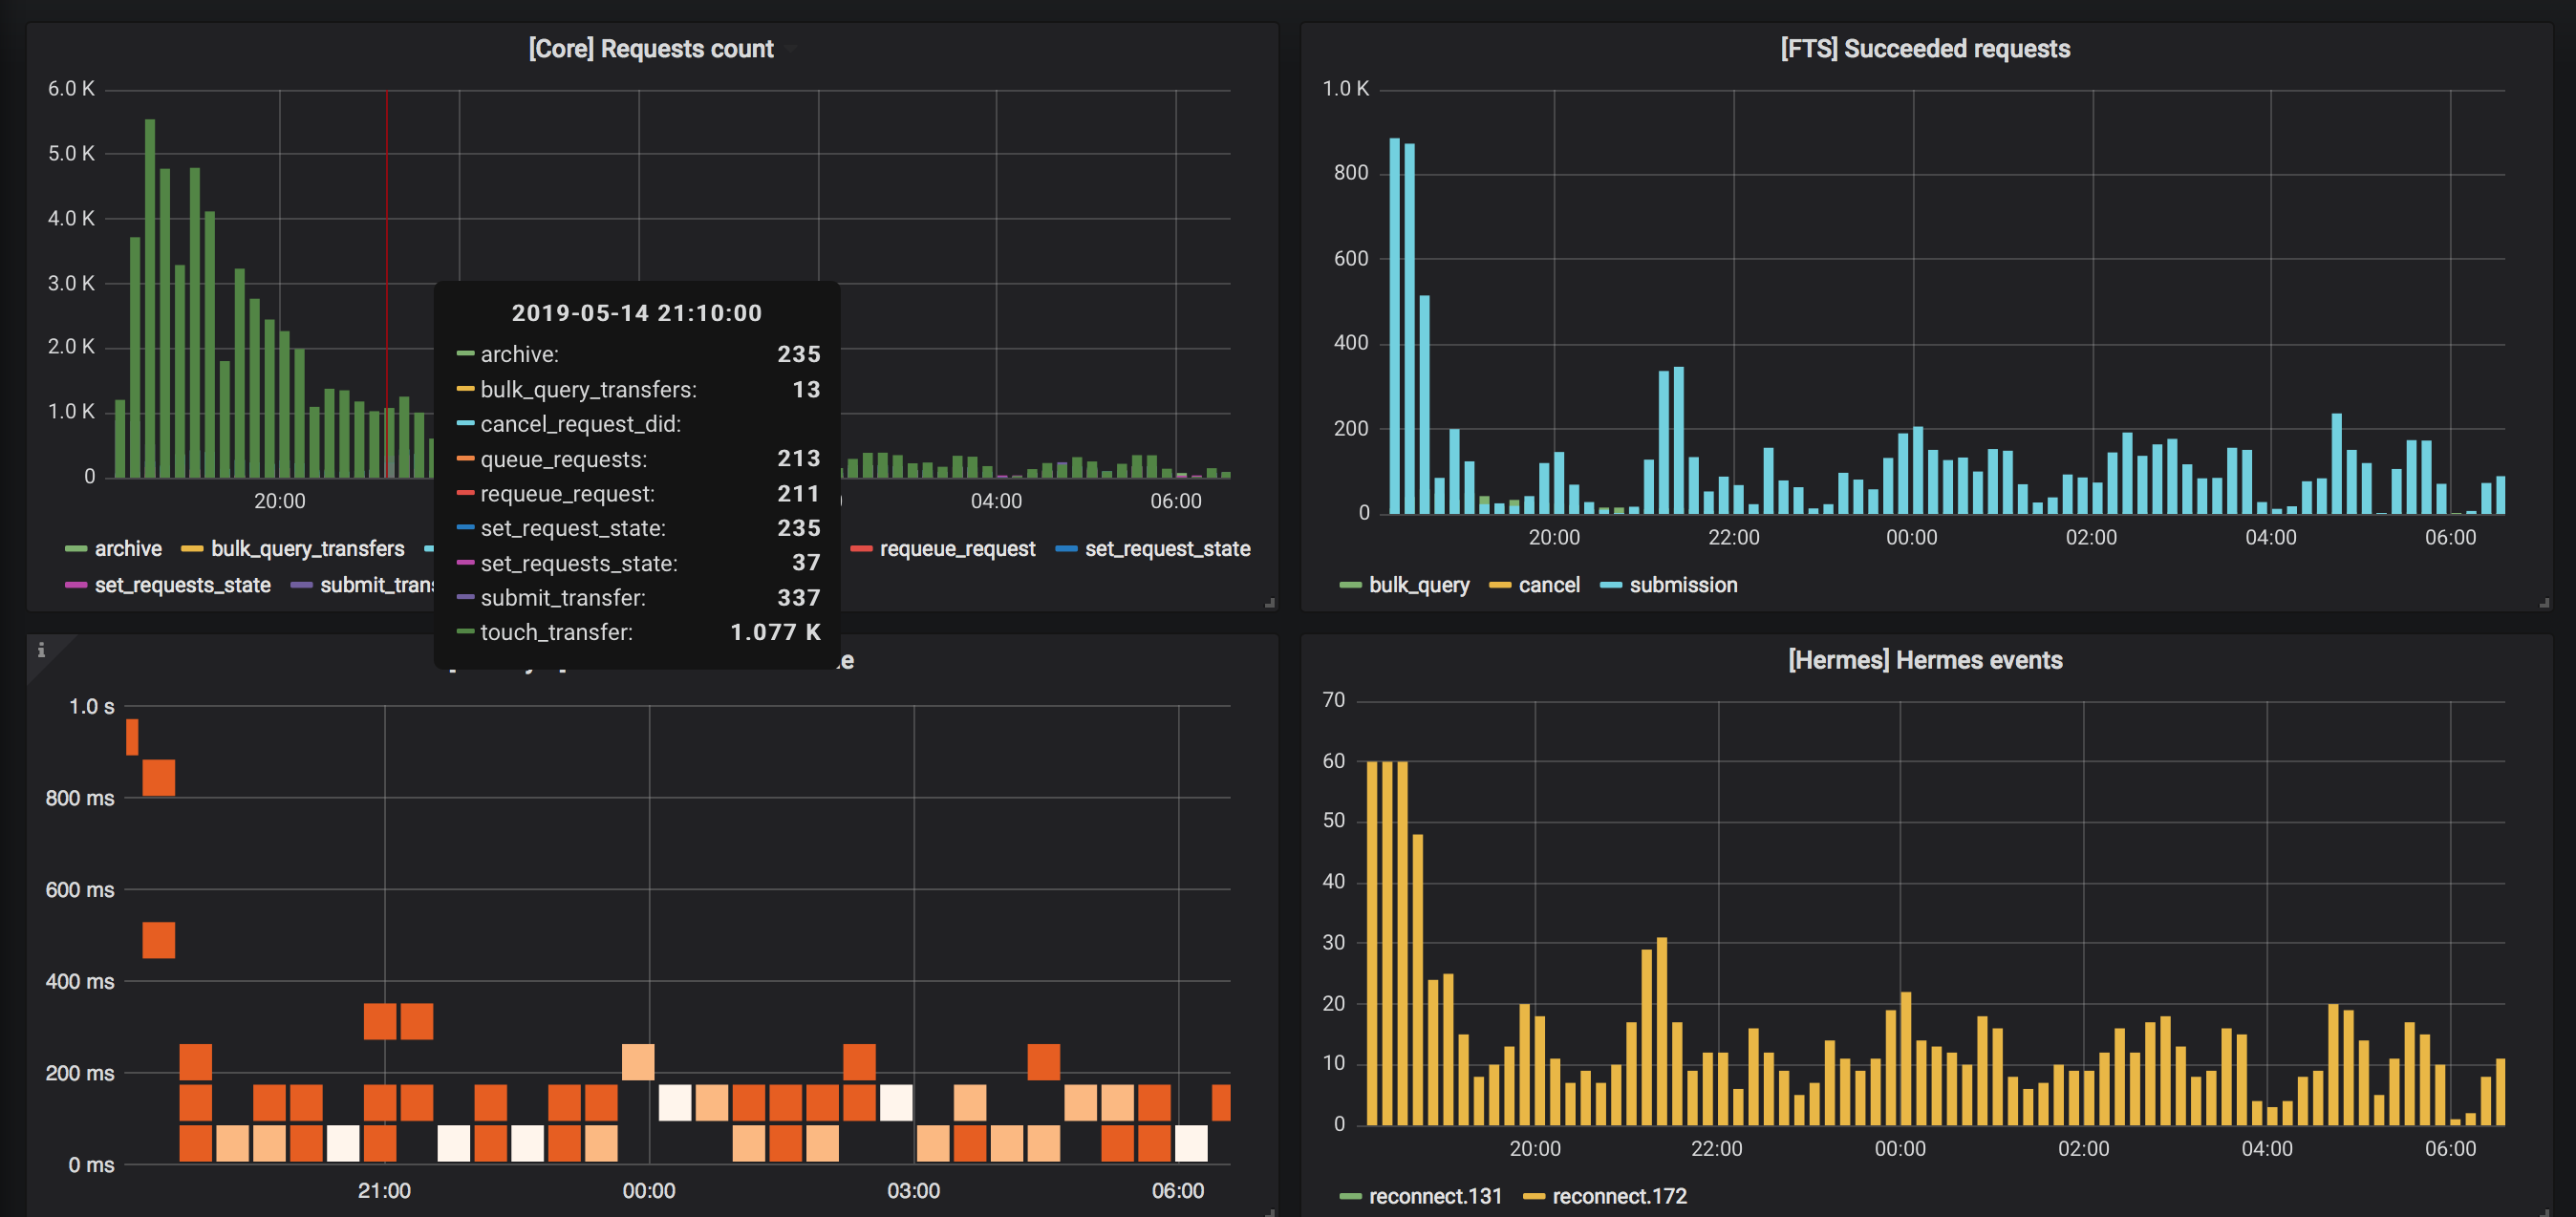 [Core] Requests count
6.0 K
5.0 K
4.0 K
3.0 K
2.0 K
1.0 K
0
20:00
04:00
06:00
archive bulk_query_transfers requeue_request set_request_state
set_requests_state
2019-05-14 21:10:00
archive: 235
bulk_query_transfers: 13
cancel_request_did:
queue_requests: 213
requeue_request: 211
set_request_state: 235
set_requests_state: 37
submit_transfer: 337
touch_transfer: 1.077 K
[FTS] Succeeded requests
1.0 K
800
600
400
200
0
20:00 22:00 00:00 02:00 04:00 06:00
bulk_query cancel submission
i
1.0 s
800 ms
600 ms
400 ms
200 ms
0 ms
21:00 00:00 03:00 06:00
[Hermes] Hermes events
70
60
50
40
30
20
10
0
20:00 22:00 00:00 02:00 04:00 06:00
reconnect.131 reconnect.172